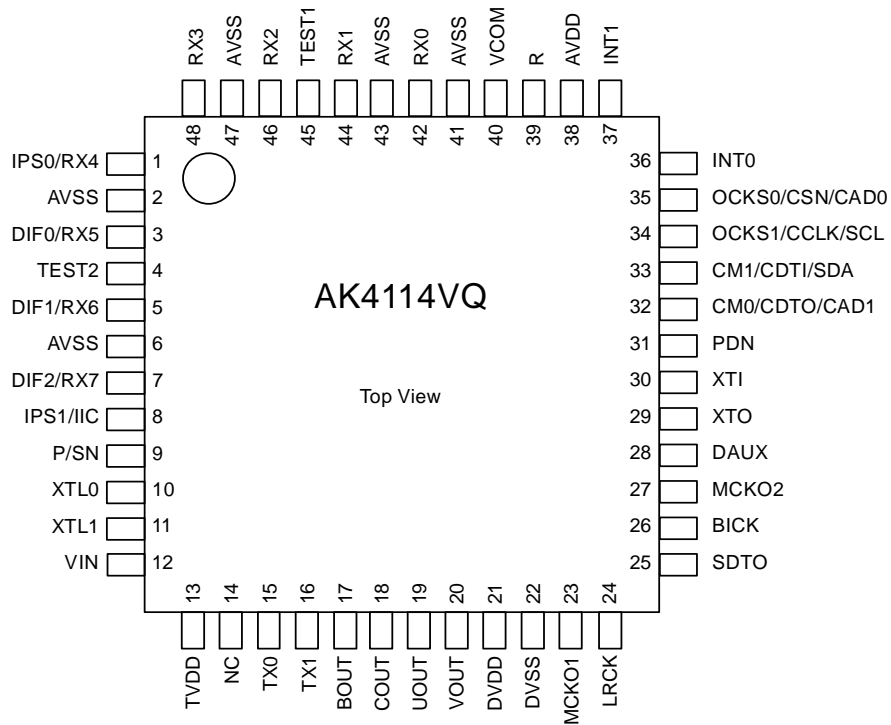 RX3 AVSS RX2 TEST1 RX1 AVSS RX0 AVSS VCOM R AVDD INT1
48 47 46 45 44 43 42 41 40 39 38 37
IPS0/RX4 1 36 INT0
AVSS 2 35 OCKS0/CSN/CAD0
DIF0/RX5 3 34 OCKS1/CCLK/SCL
TEST2 4 33 CM1/CDTI/SDA
DIF1/RX6 5 32 CM0/CDTO/CAD1
AK4114VQ
AVSS 6 31 PDN
DIF2/RX7 7 30 XTI
Top View
IPS1/IIC 8 29 XTO
P/SN 9 28 DAUX
XTL0 10 27 MCKO2
XTL1 11 26 BICK
VIN 12 25 SDTO
13 14 15 16 17 18 19 20 21 22 23 24
TVDD NC TX0 TX1 BOUT COUT UOUT VOUT DVDD DVSS MCKO1 LRCK